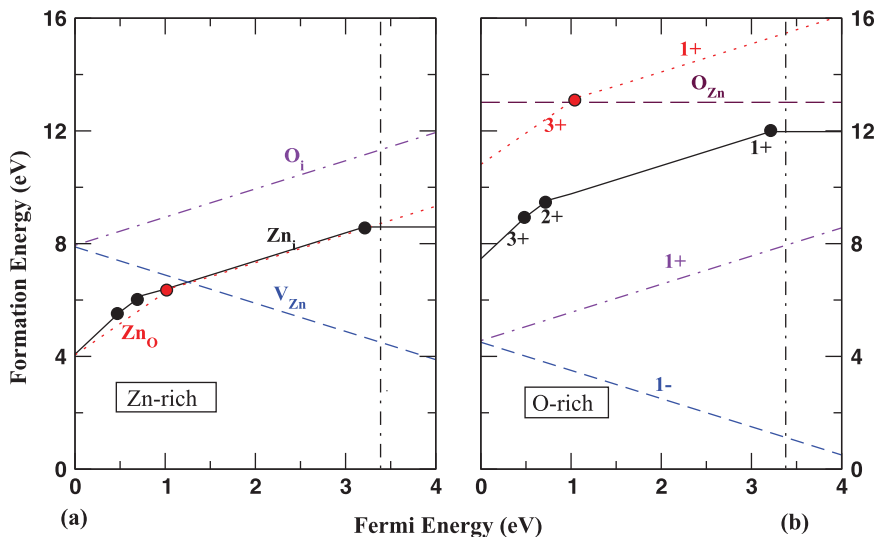 16
12
8
4
0
0
1
2
3
4
Formation Energy (eV)
O_i
Zn_i
V_Zn
Zn_O
Zn-rich
(a)
1+
O_Zn
3+
1+
2+
3+
1+
1-
O-rich
16
12
8
4
0
0
1
2
3
4
(b)
Fermi Energy (eV)